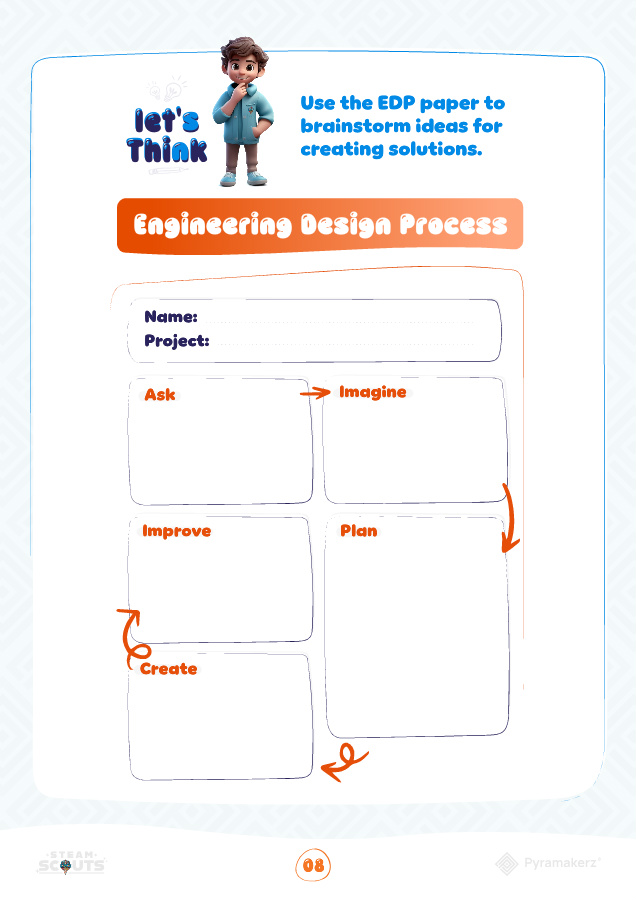 let's
Think
Use the EDP paper to
brainstorm ideas for
creating solutions.
Engineering Design Process
Name:
Project:
Ask
Imagine
Improve
Plan
Create
STEAM
SCOUTS
08
Pyramakerz